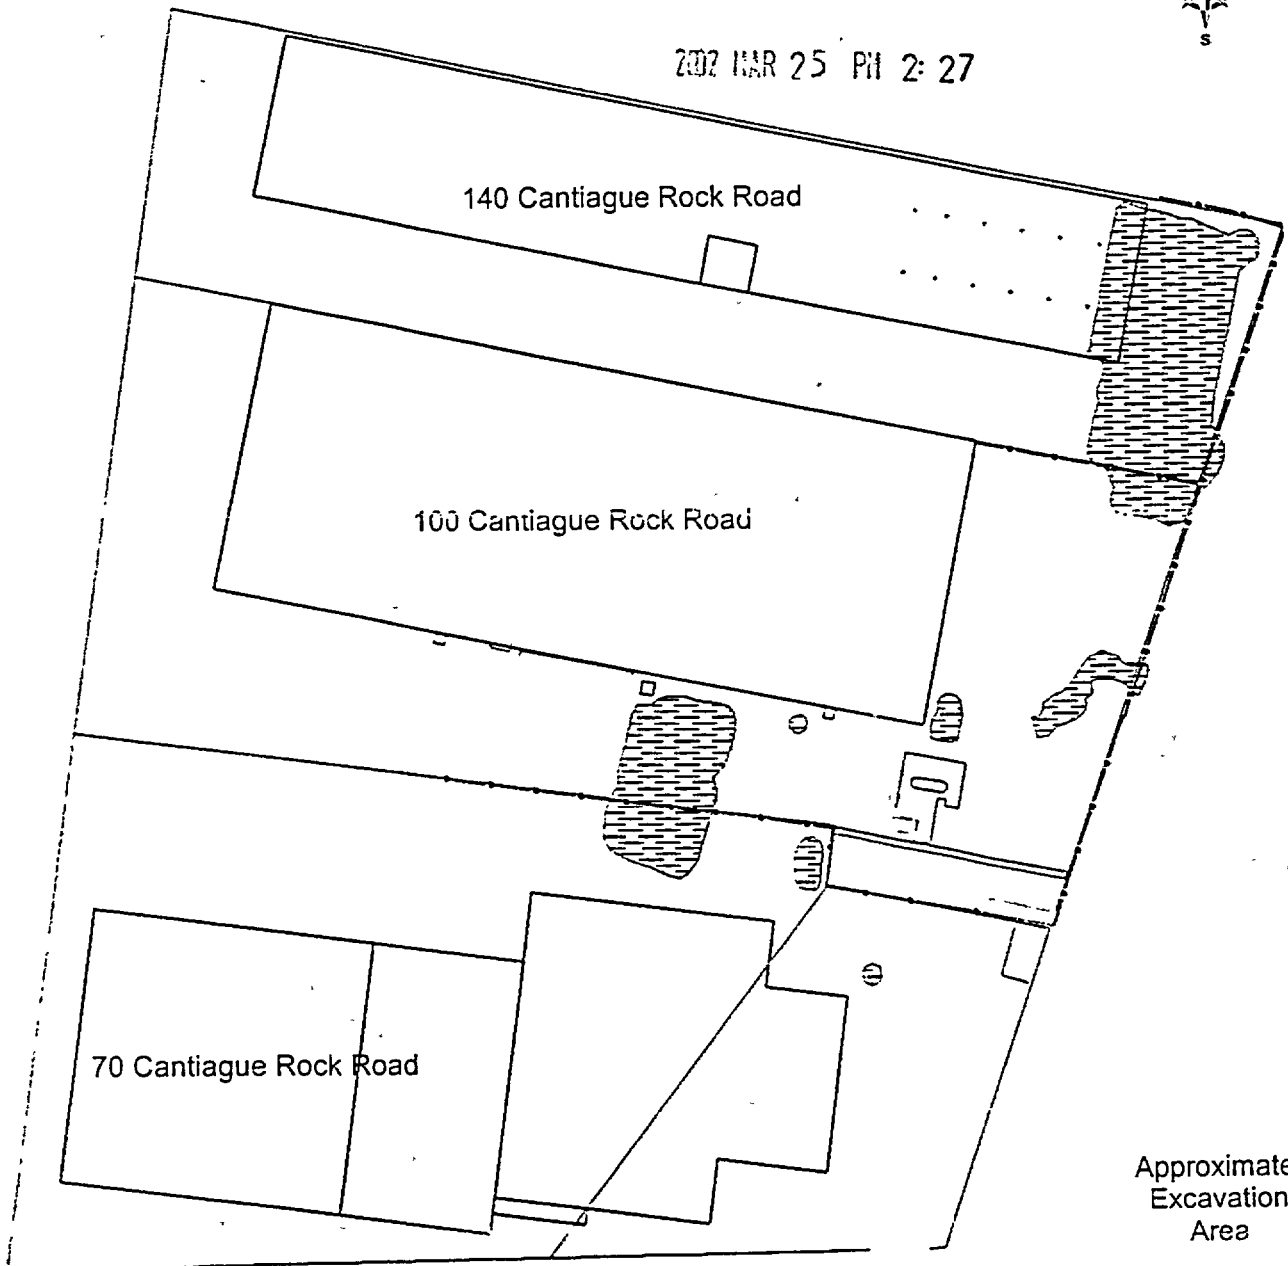 S
2002 MAR 25 PM 2: 27
140 Cantiague Rock Road
100 Cantiague Rock Road
70 Cantiague Rock Road
Approximate
Excavation
Area